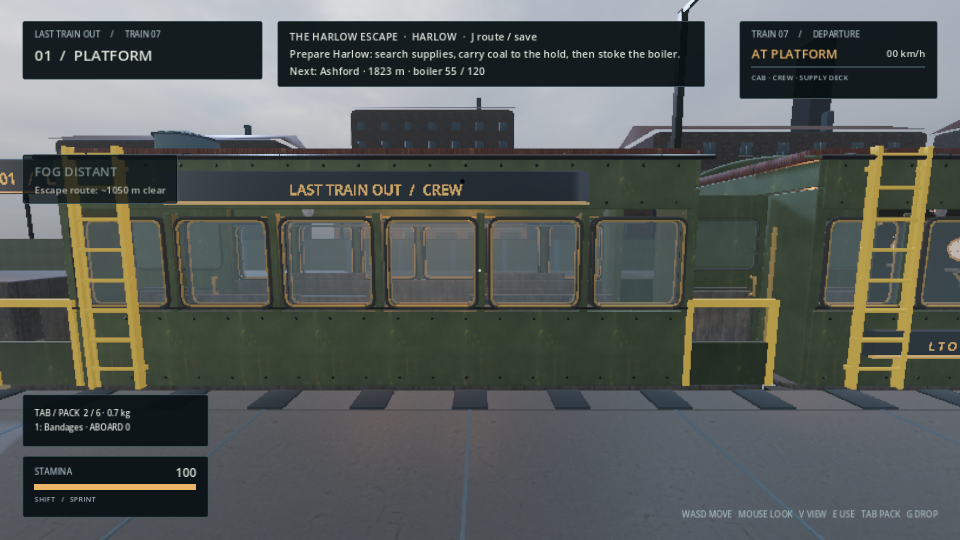 LAST TRAIN OUT / TRAIN 07
01 / PLATFORM
THE HARLOW ESCAPE · HARLOW · J route / save
Prepare Harlow: search supplies, carry coal to the hold, then stoke the boiler.
Next: Ashford · 1823 m · boiler 55 / 120
TRAIN 07 / DEPARTURE
AT PLATFORM 00 km/h
CAB · CREW · SUPPLY DECK
FOG DISTANT
Escape route: ~1050 m clear
01 /
LAST TRAIN OUT / CREW
LTO
TAB / PACK 2 / 6 · 0.7 kg
1: Bandages · ABOARD 0
STAMINA 100
SHIFT / SPRINT
WASD MOVE MOUSE LOOK V VIEW E USE TAB PACK G DROP